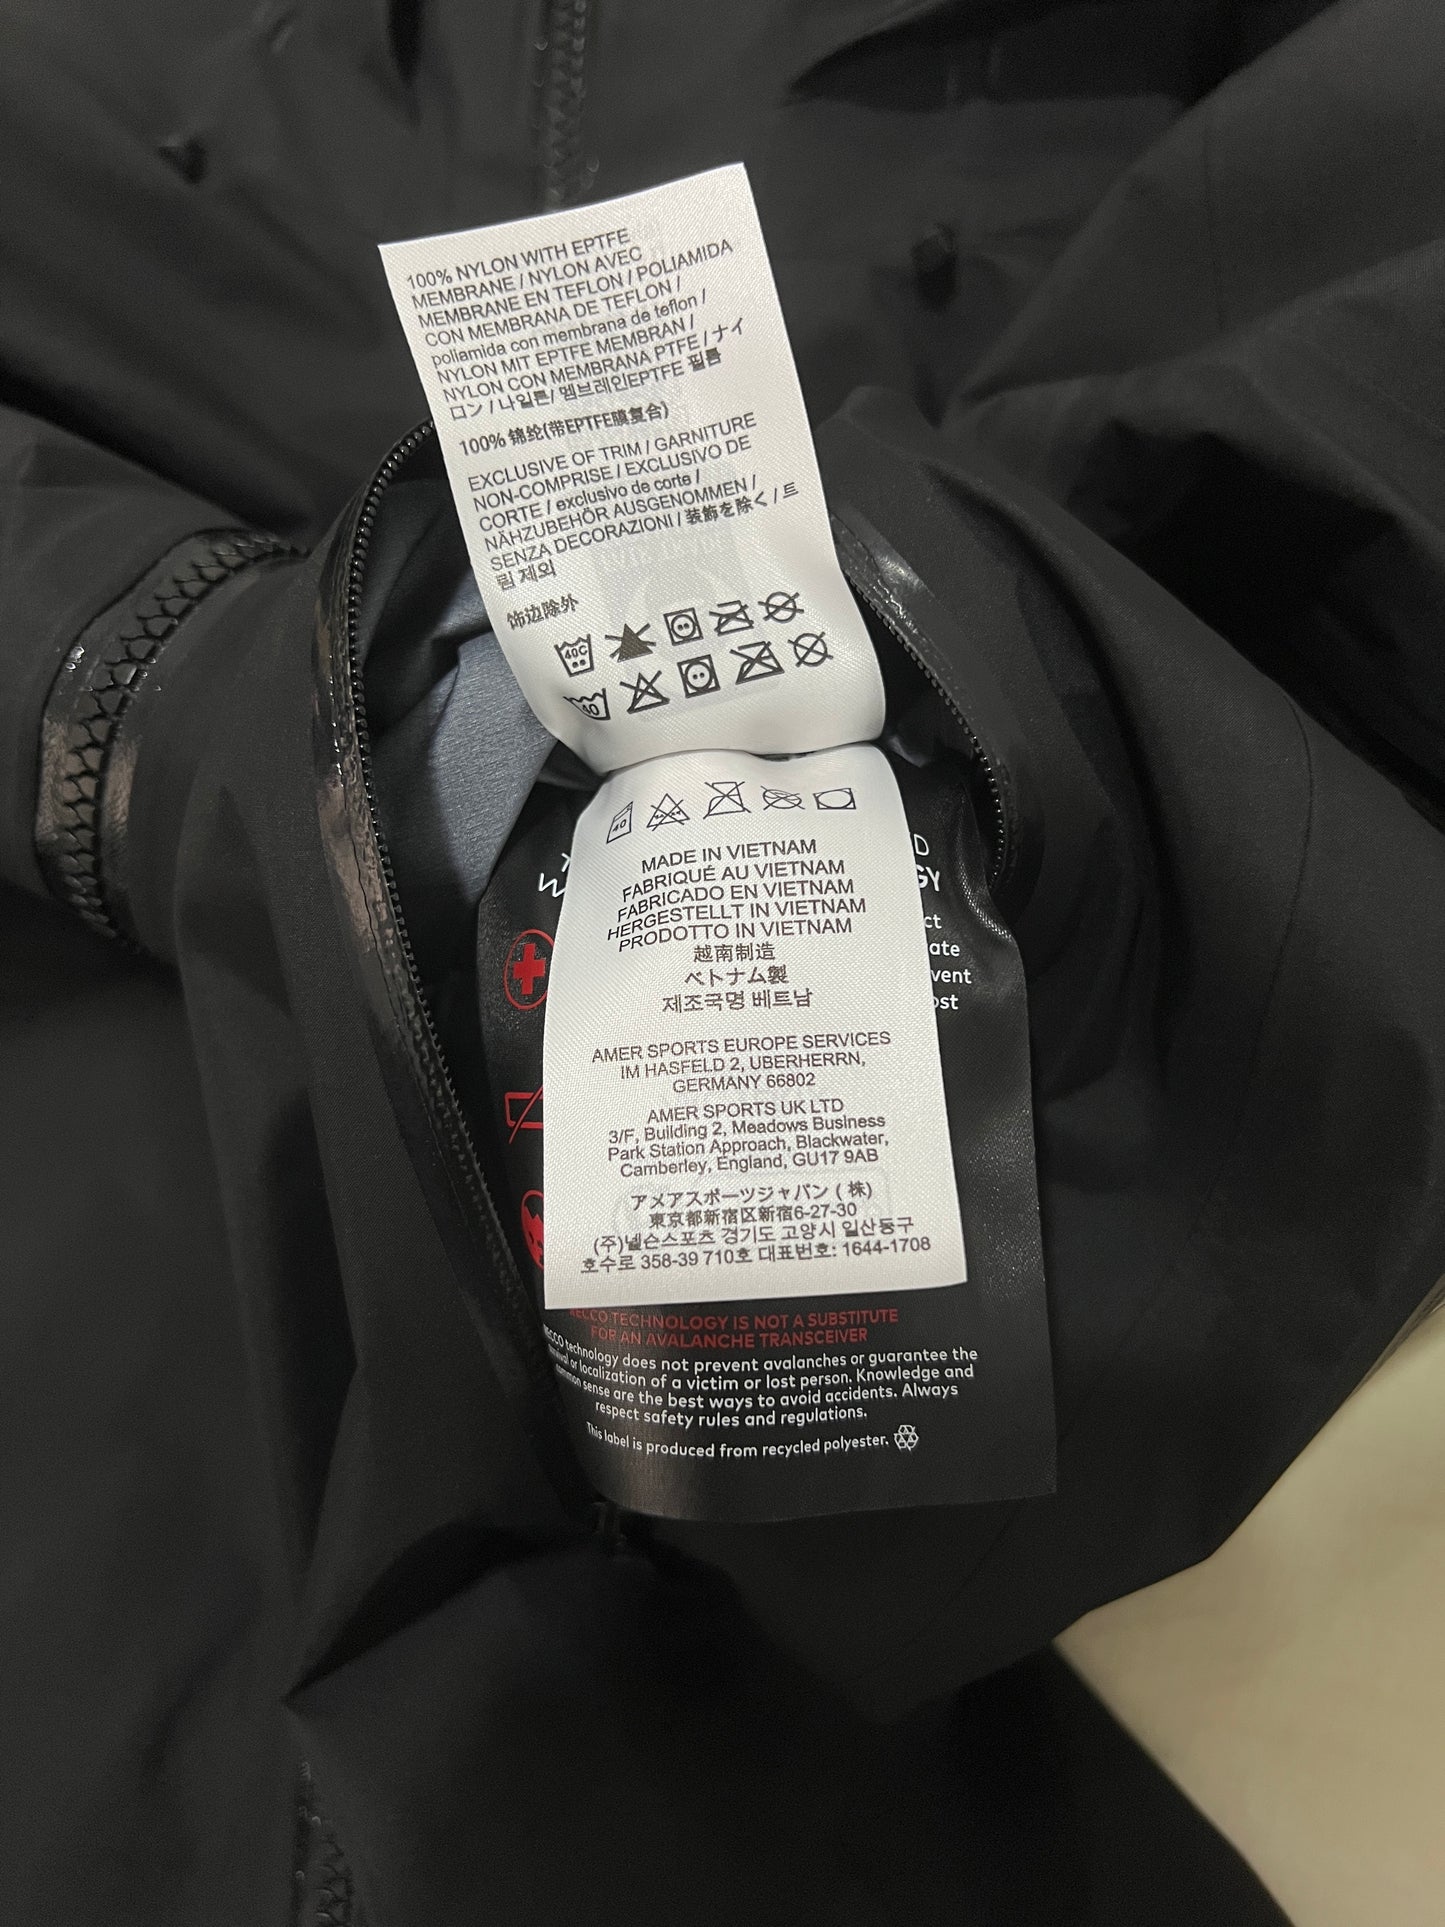 100% NYLON WITH EPTFE
MEMBRANE / NYLON AVEC
MEMBRANE EN TEFLON / POLIAMIDA
CON MEMBRANA DE TEFLON /
poliamida con membrana de teflon /
NYLON MIT EPTFE MEMBRAN /
NYLON CON MEMBRANA PTFE / ナイ
ロン / 나일론/ 멤브레인EPTFE 필름
100% 锦纶(带EPTFE膜复合)
EXCLUSIVE OF TRIM / GARNITURE
NON-COMPRISE / EXCLUSIVO DE
CORTE / exclusivo de corte /
NÄHZUBEHÖR AUSGENOMMEN /
SENZA DECORAZIONI / 装飾を除く / 트
림 제외
饰边除外
40C
40
40
MADE IN VIETNAM
FABRIQUÉ AU VIETNAM
FABRICADO EN VIETNAM
HERGESTELLT IN VIETNAM
PRODOTTO IN VIETNAM
越南制造
ベトナム製
제조국명 베트남
AMER SPORTS EUROPE SERVICES
IM HASFELD 2, UBERHERRN,
GERMANY 66802
AMER SPORTS UK LTD
3/F, Building 2, Meadows Business
Park Station Approach, Blackwater,
Camberley, England, GU17 9AB
アメアスポーツジャパン ( 株)
東京都新宿区新宿6-27-30
(주)넬슨스포츠 경기도 고양시 일산동구
호수로 358-39 710호 대표번호: 1644-1708
RECCO TECHNOLOGY IS NOT A SUBSTITUTE
FOR AN AVALANCHE TRANSCEIVER
RECCO technology does not prevent avalanches or guarantee the
or localization of a victim or lost person. Knowledge and
common sense are the best ways to avoid accidents. Always
respect safety rules and regulations.
This label is produced from recycled polyester.